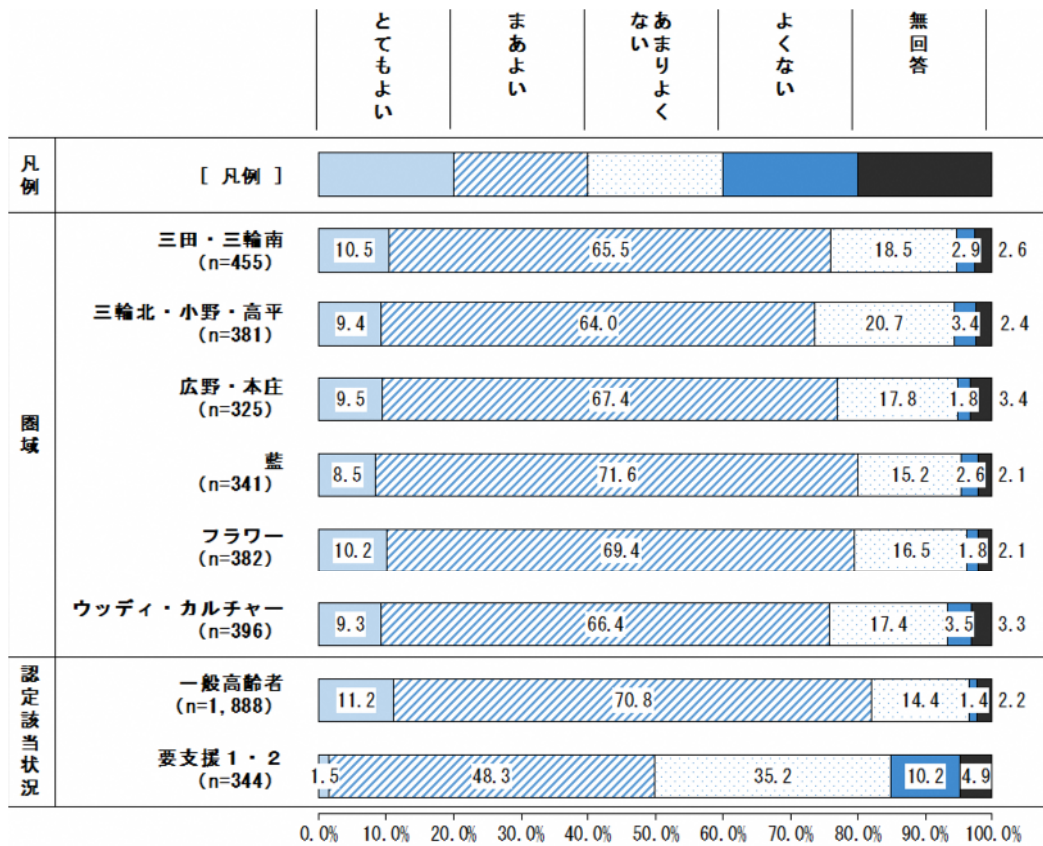 とてもよい
まあよい
あまりよく
ない
よくない
無回答
凡例
[ 凡例 ]
圏域
三田・三輪南
(n=455)
10.5 65.5 18.5 2.9 2.6
三輪北・小野・高平
(n=381)
9.4 64.0 20.7 3.4 2.4
広野・本庄
(n=325)
9.5 67.4 17.8 1.8 3.4
藍
(n=341)
8.5 71.6 15.2 2.6 2.1
フラワー
(n=382)
10.2 69.4 16.5 1.8 2.1
ウッディ・カルチャー
(n=396)
9.3 66.4 17.4 3.5 3.3
認定該当状況
一般高齢者
(n=1,888)
11.2 70.8 14.4 1.4 2.2
要支援1・2
(n=344)
1.5 48.3 35.2 10.2 4.9
0.0% 10.0% 20.0% 30.0% 40.0% 50.0% 60.0% 70.0% 80.0% 90.0% 100.0%